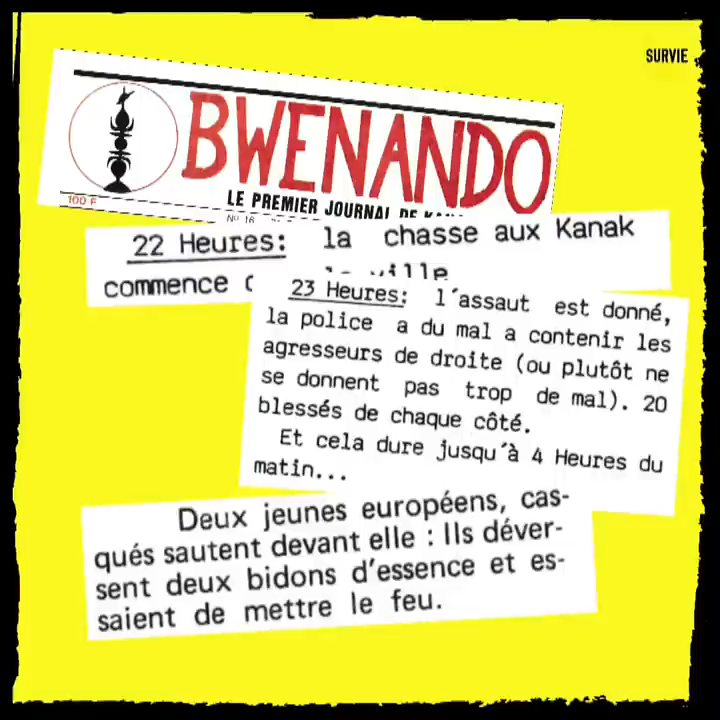 SURVIE
BWENANDO
LE PREMIER JOURNAL DE
100 F
N° 16
22 Heures: la chasse aux Kanak
commence ville
23 Heures: l'assaut est donné,
la police a du mal a contenir les
agresseurs de droite (ou plutôt ne
se donnent pas trop de mal). 20
blessés de chaque côté.
Et cela dure jusqu'à 4 Heures du
matin...
Deux jeunes européens, cas-
qués sautent devant elle : Ils déver-
sent deux bidons d'essence et es-
saient de mettre le feu.